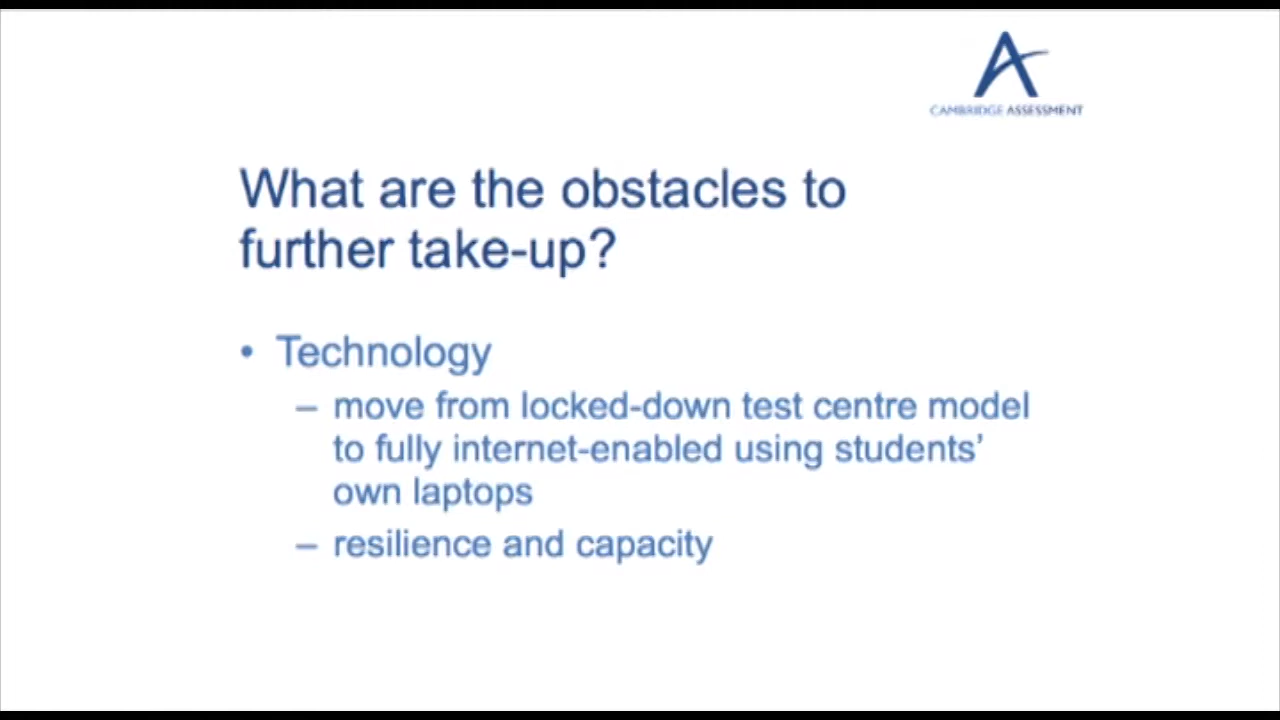 CAMBRIDGE ASSESSMENT
What are the obstacles to
further take-up?
• Technology
– move from locked-down test centre model
to fully internet-enabled using students’
own laptops
– resilience and capacity